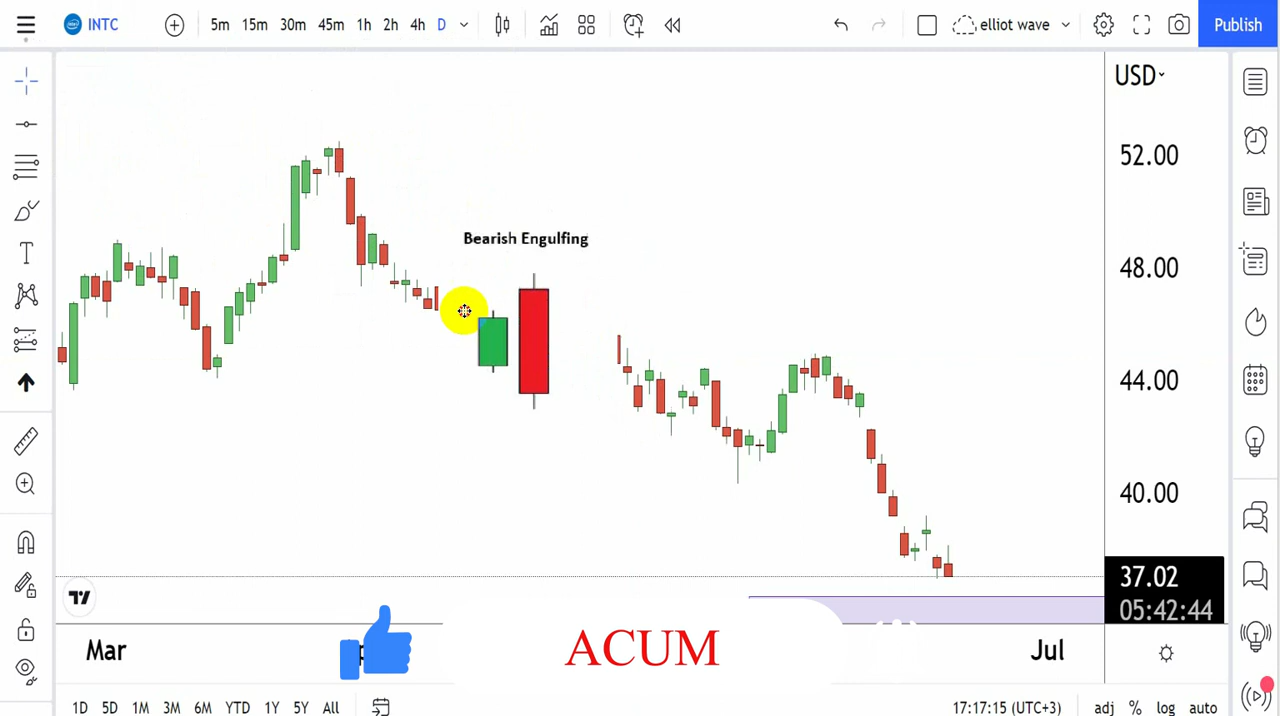 INTC
5m 15m 30m 45m 1h 2h 4h D
elliot wave
Publish
USD
52.00
Bearish Engulfing
48.00
44.00
40.00
37.02
05:42:44
Mar
ACUM
Jul
1D 5D 1M 3M 6M YTD 1Y 5Y All
17:17:15 (UTC+3)
adj % log auto